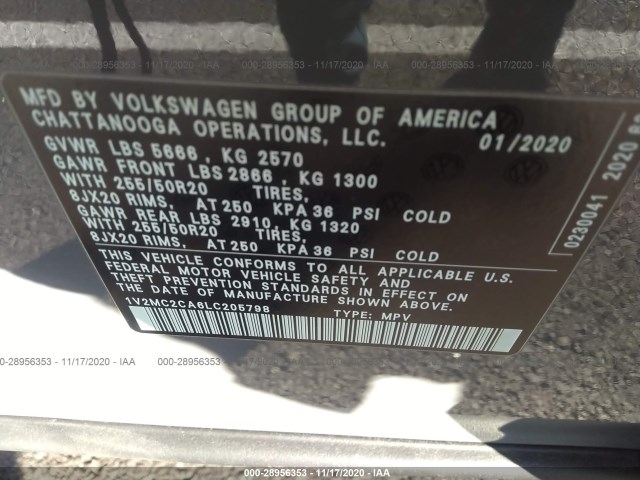 000-28956353 - 11/17/2020 - IAA 000-28956353 - 11/17/2020 - IAA
MFD BY VOLKSWAGEN GROUP OF AMERICA
CHATTANOOGA OPERATIONS, LLC. 01/2020
GVWR LBS 5666 , KG 2570
GAWR FRONT LBS 2866 , KG 1300
WITH 255/50R20 TIRES,
8JX20 RIMS, AT 250 KPA 36 PSI COLD
GAWR REAR LBS 2910 , KG 1320
WITH 255/50R20 TIRES,
8JX20 RIMS, AT 250 KPA 36 PSI COLD
THIS VEHICLE CONFORMS TO ALL APPLICABLE U.S.
FEDERAL MOTOR VEHICLE SAFETY AND
THEFT PREVENTION STANDARDS IN EFFECT ON
THE DATE OF MANUFACTURE SHOWN ABOVE.
1V2MC2CA6LC205798 TYPE: MPV
0230041 2020
-28956353 - 11/17/2020 - IAA 000-28956353
000-28956353 - 11/17/2020 - IAA